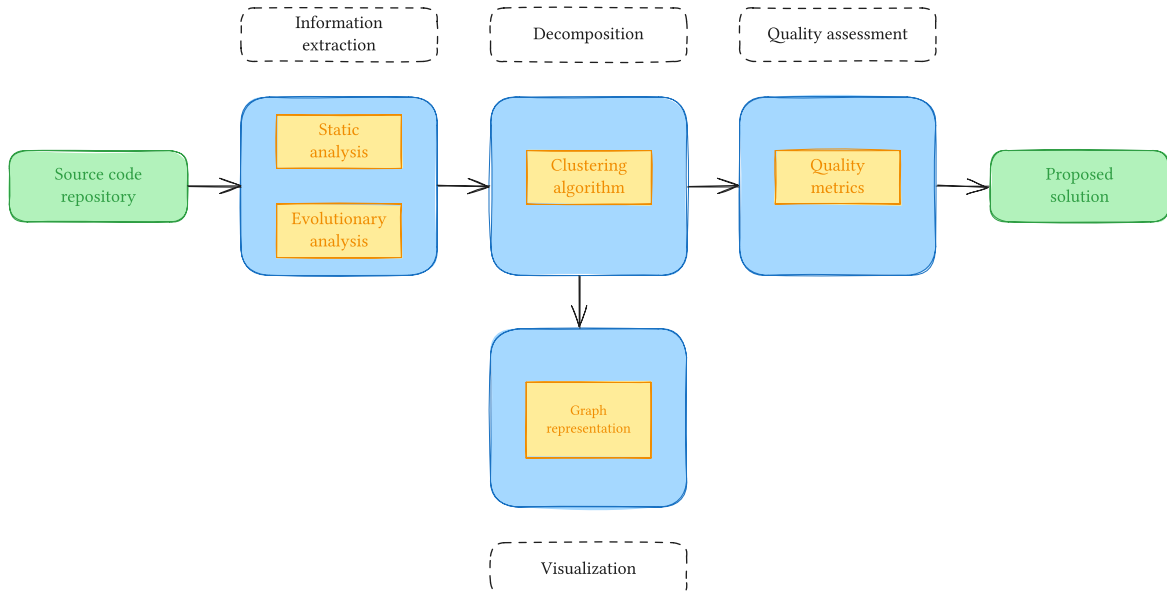 Information
extraction
Decomposition
Quality assessment
Static
analysis
Evolutionary
analysis
Clustering
algorithm
Quality
metrics
Source code
repository
Proposed
solution
Graph
representation
Visualization